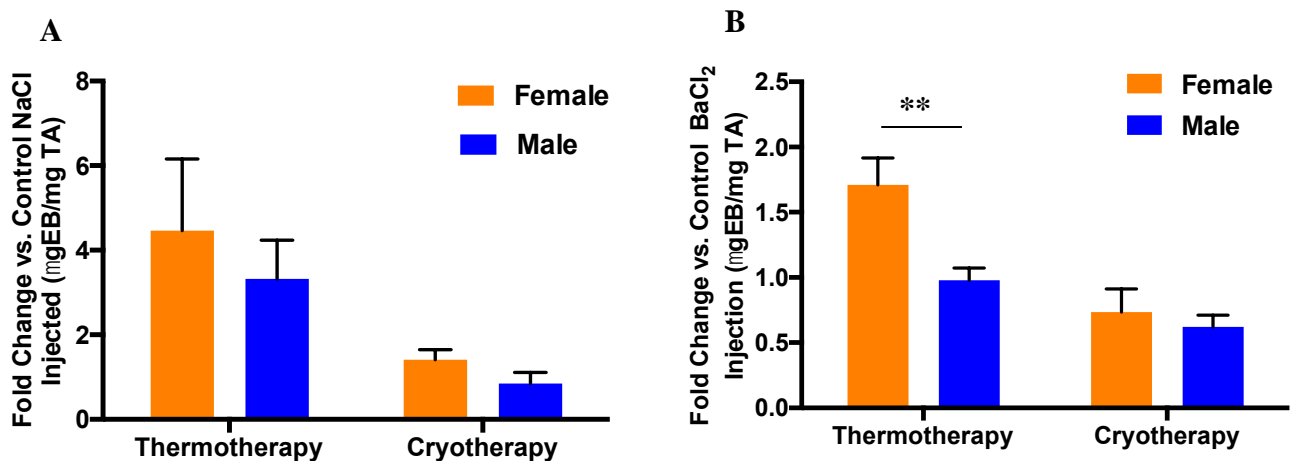 A
Fold Change vs. Control NaCl
Injected (mgEB/mg TA)
8
6
4
2
0
Female
Male
Thermotherapy
Cryotherapy
B
Fold Change vs. Control BaCl₂
Injection (mgEB/mg TA)
2.5
2.0
1.5
1.0
0.5
0.0
**
Female
Male
Thermotherapy
Cryotherapy